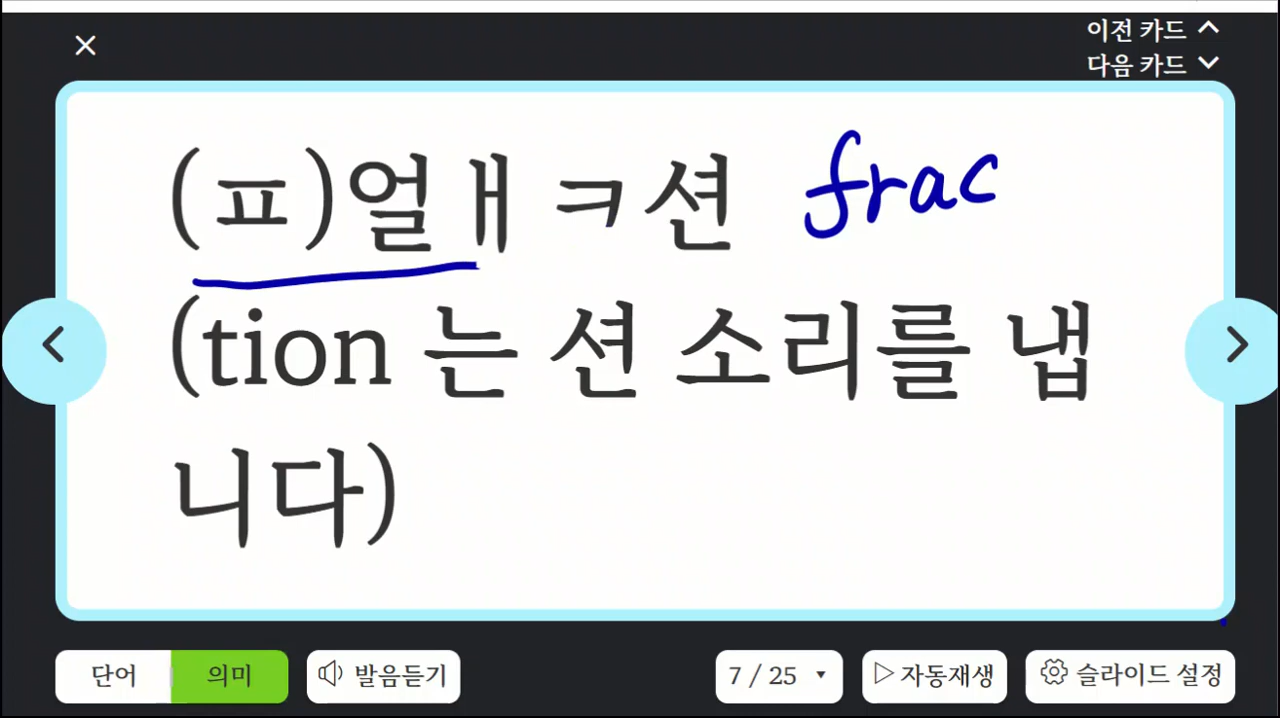 이전 카드
다음 카드
(ㅍ)얼ㅐ ㅋ션 frac
(tion 는 션 소리를 냅
니다)
단어 의미 발음듣기 7 / 25 자동재생 슬라이드 설정